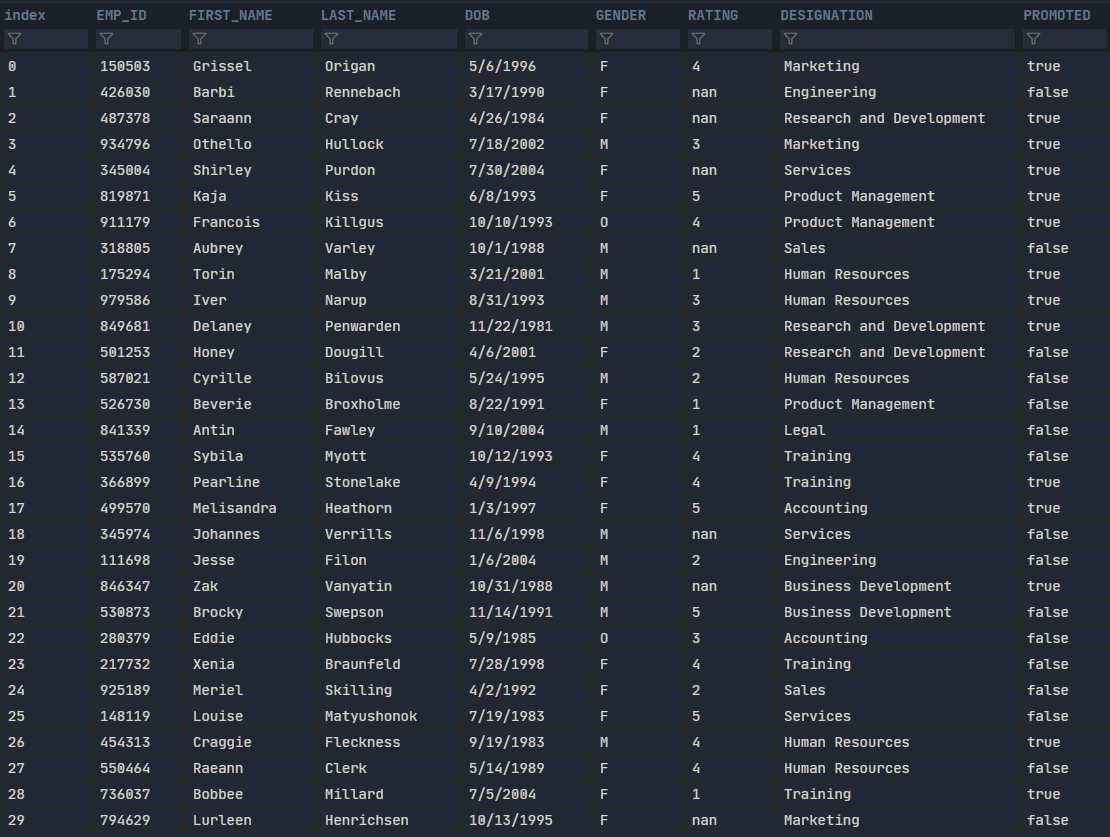 index EMP_ID FIRST_NAME LAST_NAME DOB GENDER RATING DESIGNATION PROMOTED
0 150503 Grissel Origan 5/6/1996 F 4 Marketing true
1 426030 Barbi Rennebach 3/17/1990 F nan Engineering false
2 487378 Saraann Cray 4/26/1984 F nan Research and Development true
3 934796 Othello Hullock 7/18/2002 M 3 Marketing true
4 345004 Shirley Purdon 7/30/2004 F nan Services true
5 819871 Kaja Kiss 6/8/1993 F 5 Product Management true
6 911179 Francois Killgus 10/10/1993 O 4 Product Management true
7 318805 Aubrey Varley 10/1/1988 M nan Sales false
8 175294 Torin Malby 3/21/2001 M 1 Human Resources true
9 979586 Iver Narup 8/31/1993 M 3 Human Resources true
10 849681 Delaney Penwarden 11/22/1981 M 3 Research and Development true
11 501253 Honey Dougill 4/6/2001 F 2 Research and Development false
12 587021 Cyrille Bilovus 5/24/1995 M 2 Human Resources false
13 526730 Beverie Broxholme 8/22/1991 F 1 Product Management false
14 841339 Antin Fawley 9/10/2004 M 1 Legal false
15 535760 Sybila Myott 10/12/1993 F 4 Training false
16 366899 Pearline Stonelake 4/9/1994 F 4 Training true
17 499570 Melisandra Heathorn 1/3/1997 F 5 Accounting true
18 345974 Johannes Verrills 11/6/1998 M nan Services false
19 111698 Jesse Filon 1/6/2004 M 2 Engineering false
20 846347 Zak Vanyatin 10/31/1988 M nan Business Development true
21 530873 Brocky Swepson 11/14/1991 M 5 Business Development false
22 280379 Eddie Hubbocks 5/9/1985 O 3 Accounting false
23 217732 Xenia Braunfeld 7/28/1998 F 4 Training false
24 925189 Meriel Skilling 4/2/1992 F 2 Sales false
25 148119 Louise Matyushonok 7/19/1983 F 5 Services false
26 454313 Craggie Fleckness 9/19/1983 M 4 Human Resources true
27 550464 Raeann Clerk 5/14/1989 F 4 Human Resources false
28 736037 Bobbee Millard 7/5/2004 F 1 Training true
29 794629 Lurleen Henrichsen 10/13/1995 F nan Marketing false